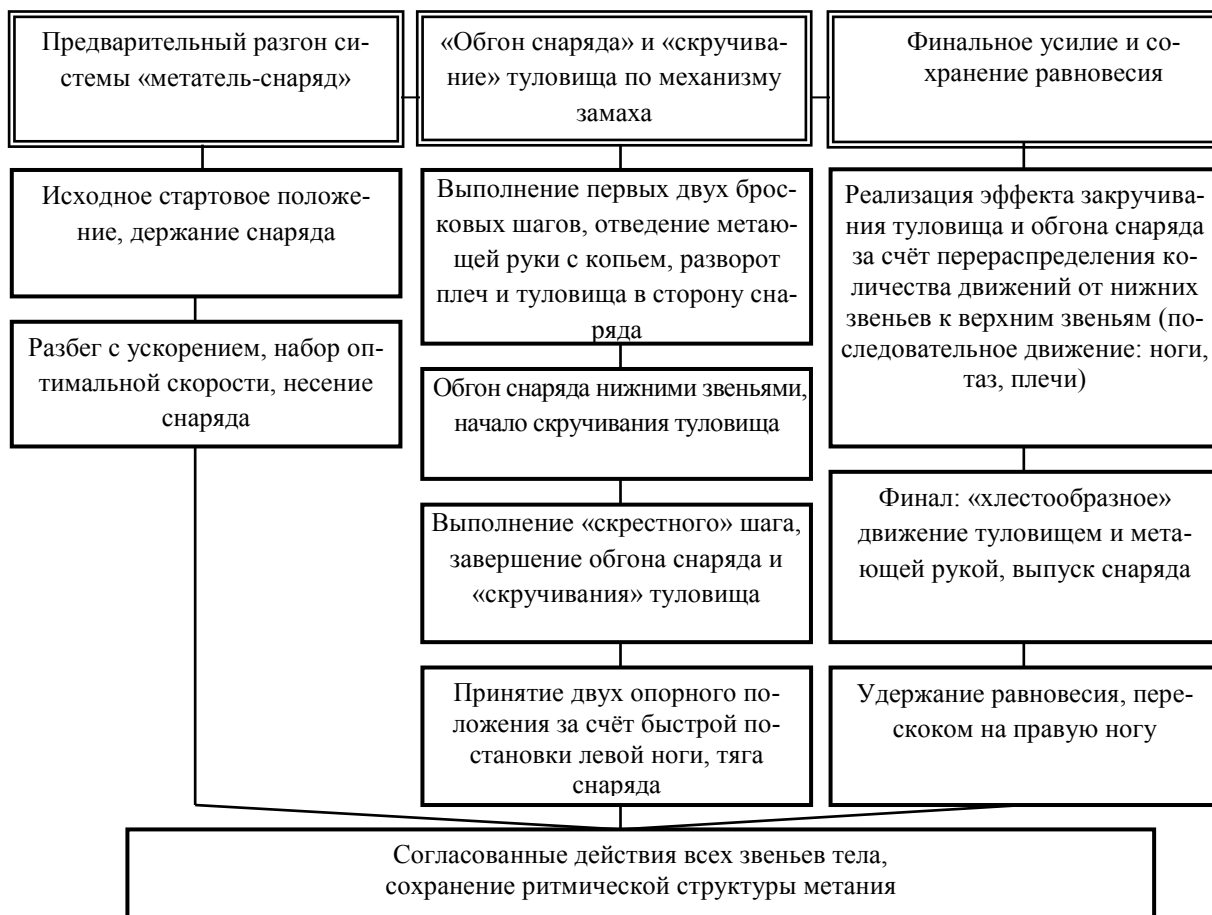 Предварительный разгон си-
стемы «метатель-снаряд»
«Обгон снаряда» и «скручива-
ние» туловища по механизму
замаха
Финальное усилие и со-
хранение равновесия
Исходное стартовое положе-
ние, держание снаряда
Разбег с ускорением, набор оп-
тимальной скорости, несение
снаряда
Выполнение первых двух брос-
ковых шагов, отведение метаю-
щей руки с копьем, разворот
плеч и туловища в сторону сна-
ряда
Обгон снаряда нижними звеньями,
начало скручивания туловища
Выполнение «скрестного» шага,
завершение обгона снаряда и
«скручивания» туловища
Принятие двух опорного по-
ложения за счёт быстрой по-
становки левой ноги, тяга
снаряда
Реализация эффекта закручива-
ния туловища и обгона снаряда
за счёт перераспределения ко-
личества движений от нижних
звеньев к верхним звеньям (по-
следовательное движение: ноги,
таз, плечи)
Финал: «хлестообразное»
движение туловищем и мета-
ющей рукой, выпуск снаряда
Удержание равновесия, пере-
скоком на правую ногу
Согласованные действия всех звеньев тела,
сохранение ритмической структуры метания